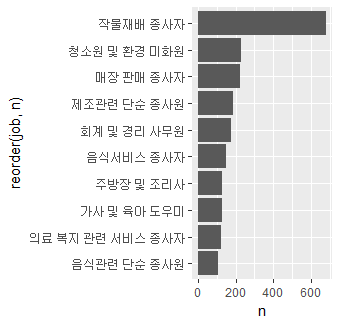 reorder(job, n)
작물재배 종사자
청소원 및 환경 미화원
매장 판매 종사자
제조관련 단순 종사원
회계 및 경리 사무원
음식서비스 종사자
주방장 및 조리사
가사 및 육아 도우미
의료 복지 관련 서비스 종사자
음식관련 단순 종사원
0 200 400 600
n